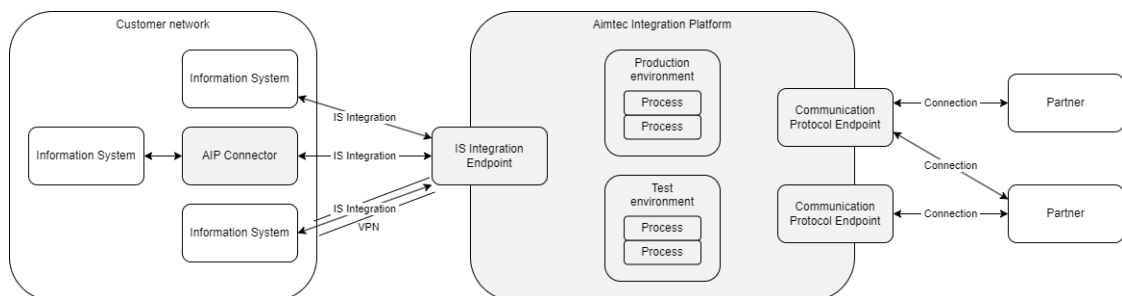 Customer network
Information System
Information System
AIP Connector
Information System
IS Integration
IS Integration
IS Integration
VPN
Aimtec Integration Platform
IS Integration
Endpoint
Production
environment
Process
Process
Test
environment
Process
Process
Communication
Protocol Endpoint
Communication
Protocol Endpoint
Connection
Connection
Connection
Partner
Partner